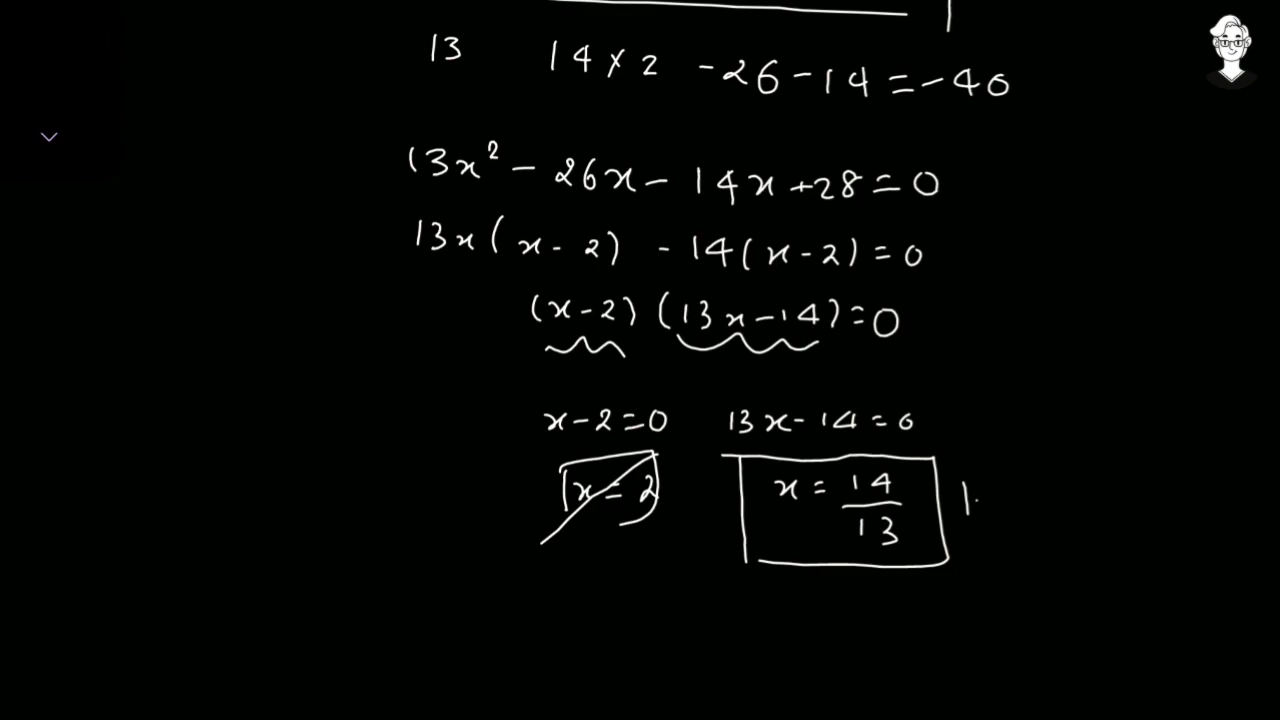 13 14 × 2 -26 - 14 = -40
13x² - 26x - 14x + 28 = 0
13x(x - 2) - 14(x - 2) = 0
(x - 2) (13x - 14) = 0
x - 2 = 0 13x - 14 = 0
x = 2 x = 14/13 1.